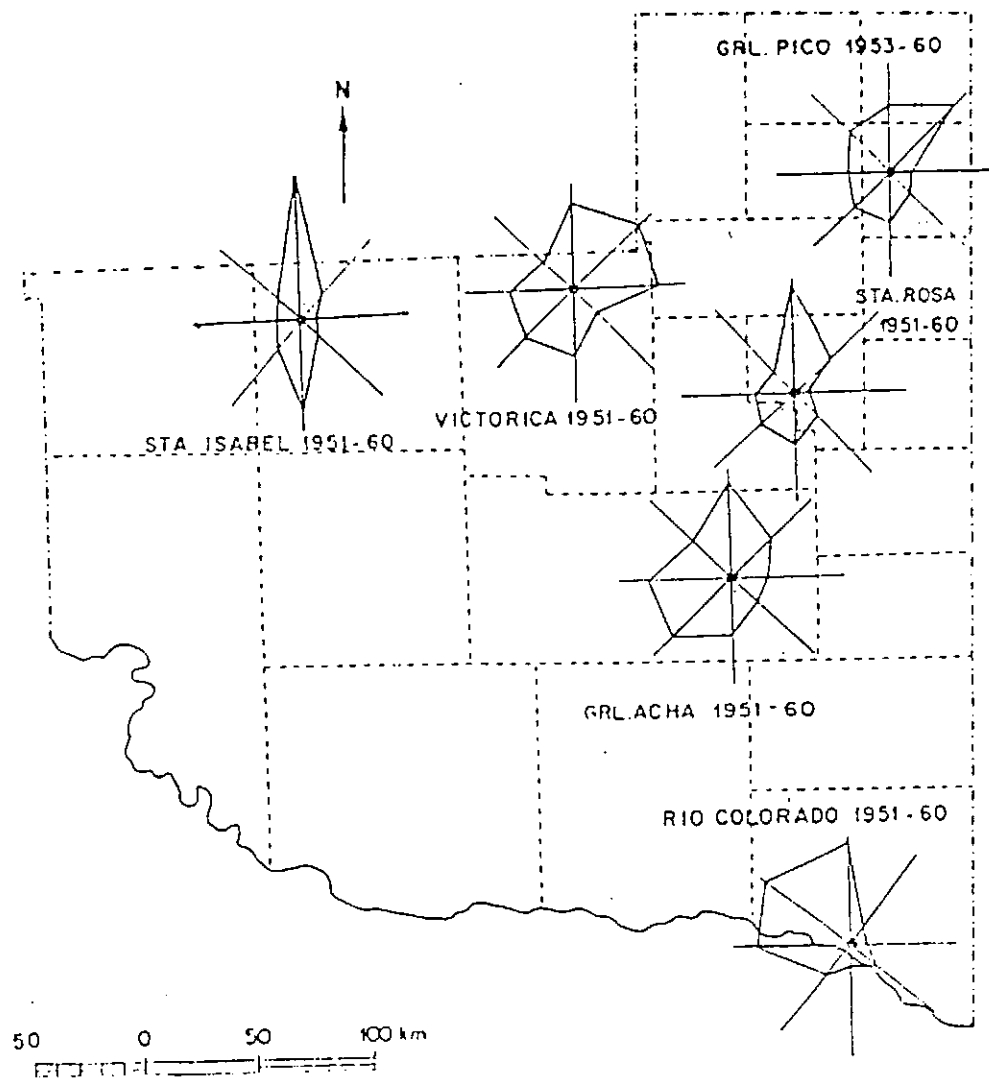 GRL. PICO 1953-60
N
STA. ROSA
1951-60
VICTORICA 1951-60
STA. ISABEL 1951-60
GRL. ACHA 1951-60
RIO COLORADO 1951-60
50 0 50 100 km